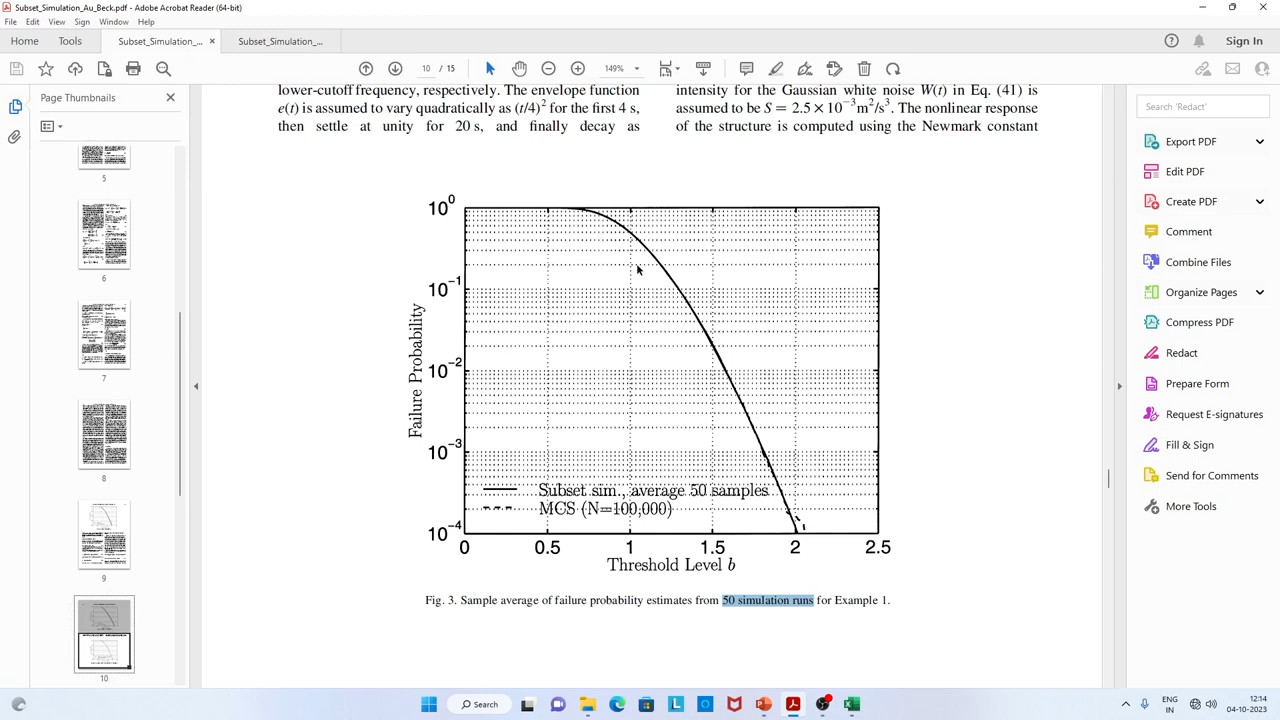 Subset_Simulation_Au_Beck.pdf - Adobe Acrobat Reader (64-bit)
File Edit View Sign Window Help
Home Tools Subset_Simulation_... × Subset_Simulation_... Sign In
10 / 15 149%
Page Thumbnails
Search 'Redact'
5
6
7
8
9
10
Export PDF
Edit PDF
Create PDF
Comment
Combine Files
Organize Pages
Compress PDF
Redact
Prepare Form
Request E-signatures
Fill & Sign
Send for Comments
More Tools
lower-cutoff frequency, respectively. The envelope function
e(t) is assumed to vary quadratically as (t/4)² for the first 4 s,
then settle at unity for 20 s, and finally decay as
intensity for the Gaussian white noise W(t) in Eq. (41) is
assumed to be S = 2.5 × 10⁻³ m²/s³. The nonlinear response
of the structure is computed using the Newmark constant
10⁰
10⁻¹
10⁻²
10⁻³
10⁻⁴
Failure Probability
Subset sim., average 50 samples
MCS (N=100,000)
0 0.5 1 1.5 2 2.5
Threshold Level b
Fig. 3. Sample average of failure probability estimates from 50 simulation runs for Example 1.
Search
ENG
IN
12:14
04-10-2023